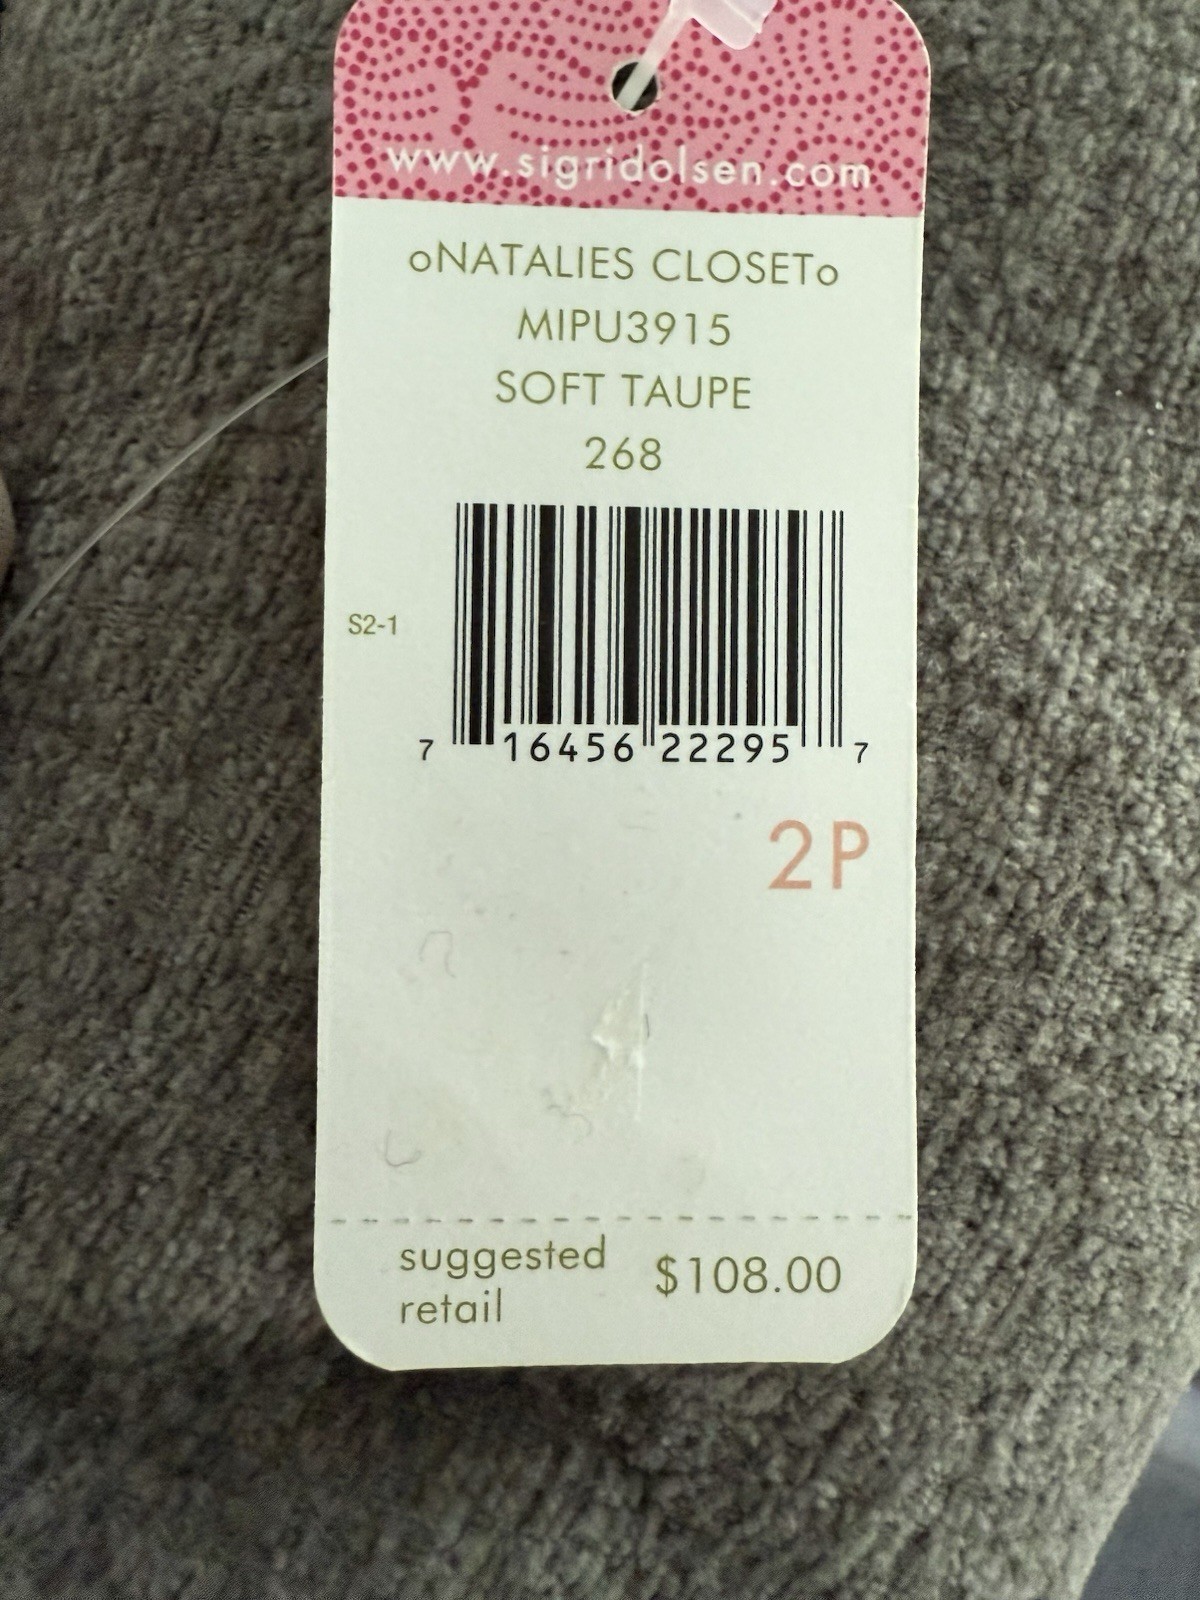 www.sigridolsen.com
oNATALIES CLOSETo
MIPU3915
SOFT TAUPE
268
S2-1
7 16456 22295 7
2P
suggested retail $108.00